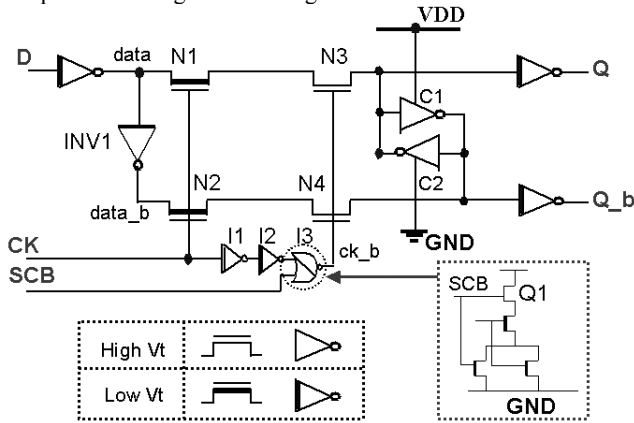 VDD
D
data
N1
N3
Q
C1
INV1
C2
N2
N4
data_b
Q_b
GND
CK
I1
I2
I3
ck_b
SCB
SCB
Q1
High Vt
Low Vt
GND